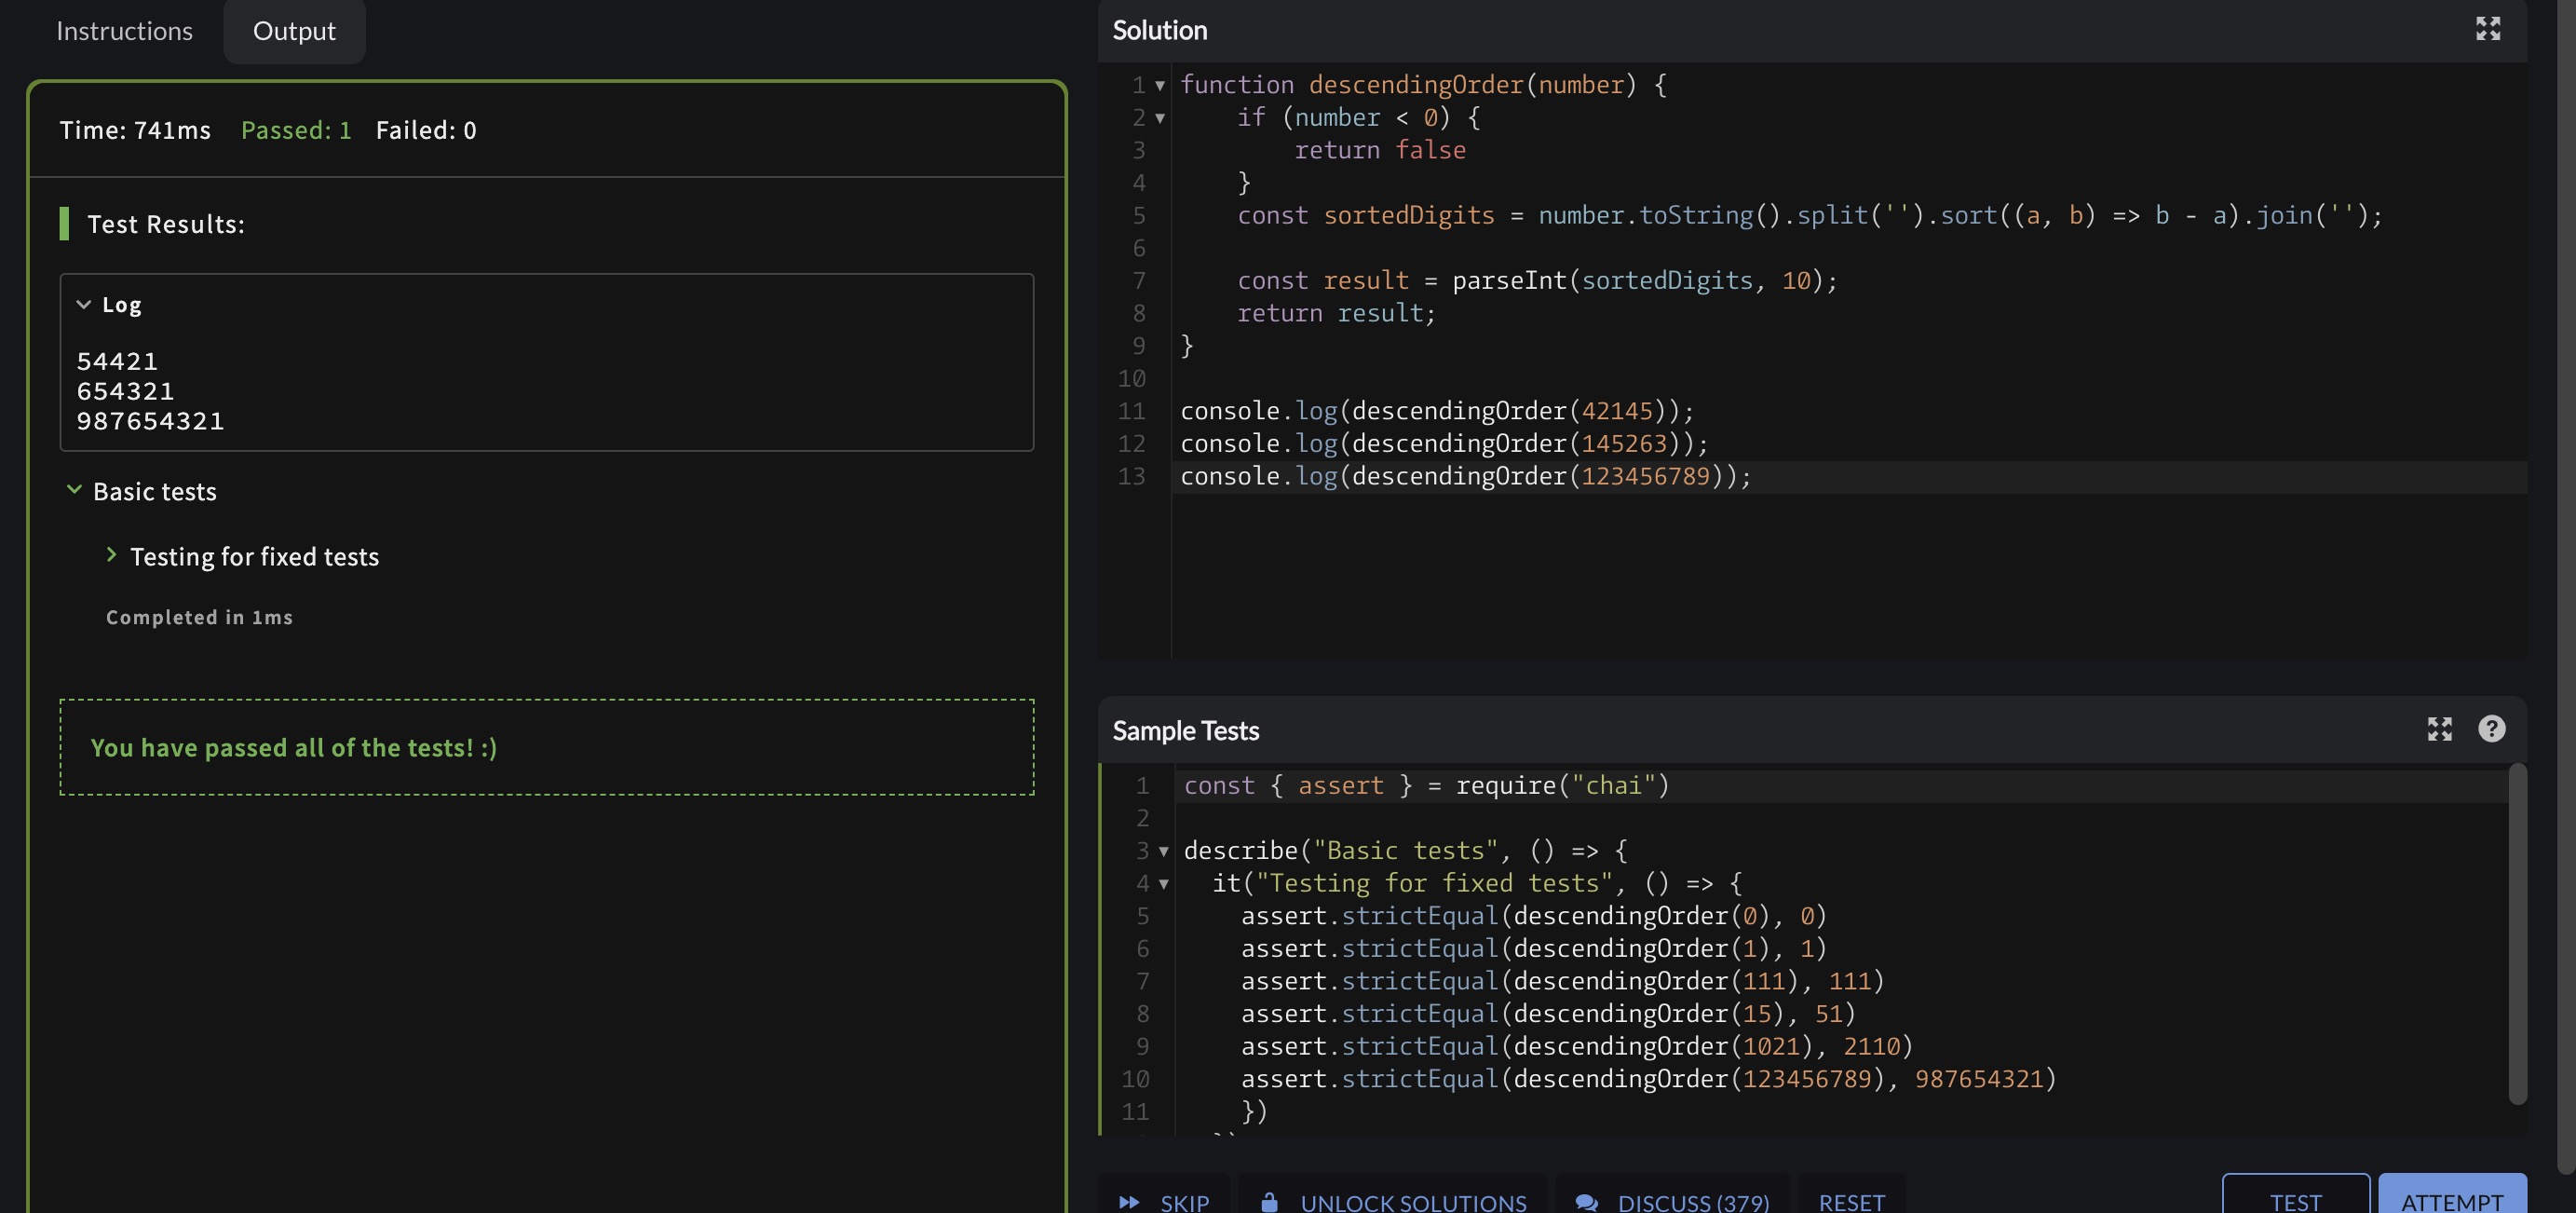 Instructions
Output
Time: 741ms Passed: 1 Failed: 0
Test Results:
Log
54421
654321
987654321
Basic tests
Testing for fixed tests
Completed in 1ms
You have passed all of the tests! :)
Solution
1 function descendingOrder(number) {
2     if (number < 0) {
3         return false
4     }
5     const sortedDigits = number.toString().split('').sort((a, b) => b - a).join('');
6
7     const result = parseInt(sortedDigits, 10);
8     return result;
9 }
10
11 console.log(descendingOrder(42145));
12 console.log(descendingOrder(145263));
13 console.log(descendingOrder(123456789));
Sample Tests
1 const { assert } = require("chai")
2
3 describe("Basic tests", () => {
4   it("Testing for fixed tests", () => {
5     assert.strictEqual(descendingOrder(0), 0)
6     assert.strictEqual(descendingOrder(1), 1)
7     assert.strictEqual(descendingOrder(111), 111)
8     assert.strictEqual(descendingOrder(15), 51)
9     assert.strictEqual(descendingOrder(1021), 2110)
10     assert.strictEqual(descendingOrder(123456789), 987654321)
11     })
SKIP
UNLOCK SOLUTIONS
DISCUSS (379)
RESET
TEST
ATTEMPT